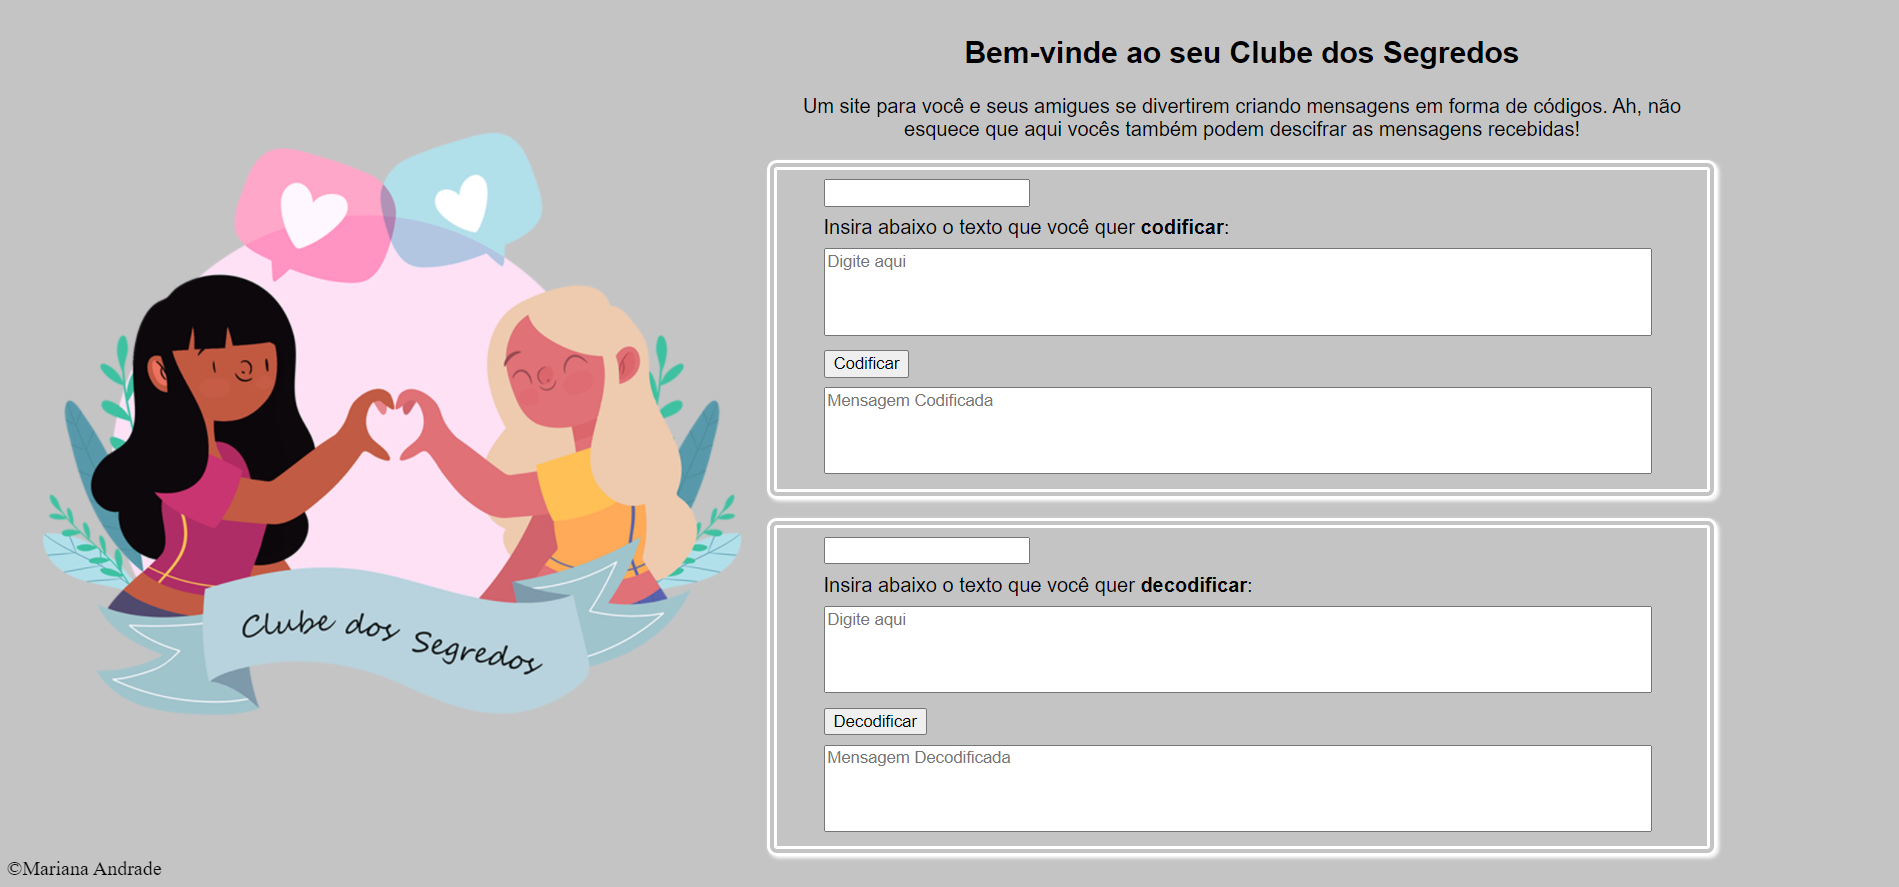 Bem-vinde ao seu Clube dos Segredos
Um site para você e seus amigues se divertirem criando mensagens em forma de códigos. Ah, não
esquece que aqui vocês também podem descifrar as mensagens recebidas!
Insira abaixo o texto que você quer codificar:
Digite aqui
Codificar
Mensagem Codificada
Insira abaixo o texto que você quer decodificar:
Digite aqui
Decodificar
Mensagem Decodificada
Clube dos Segredos
©Mariana Andrade